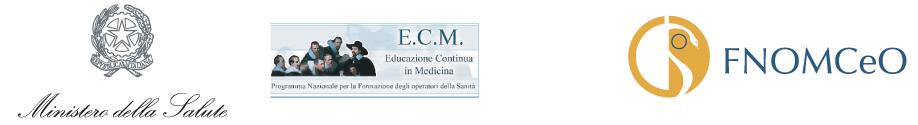 Ministero della Salute
E.C.M.
Educazione Continua
in Medicina
Programma Nazionale per la Formazione degli operatori della Sanità
FNOMCeO